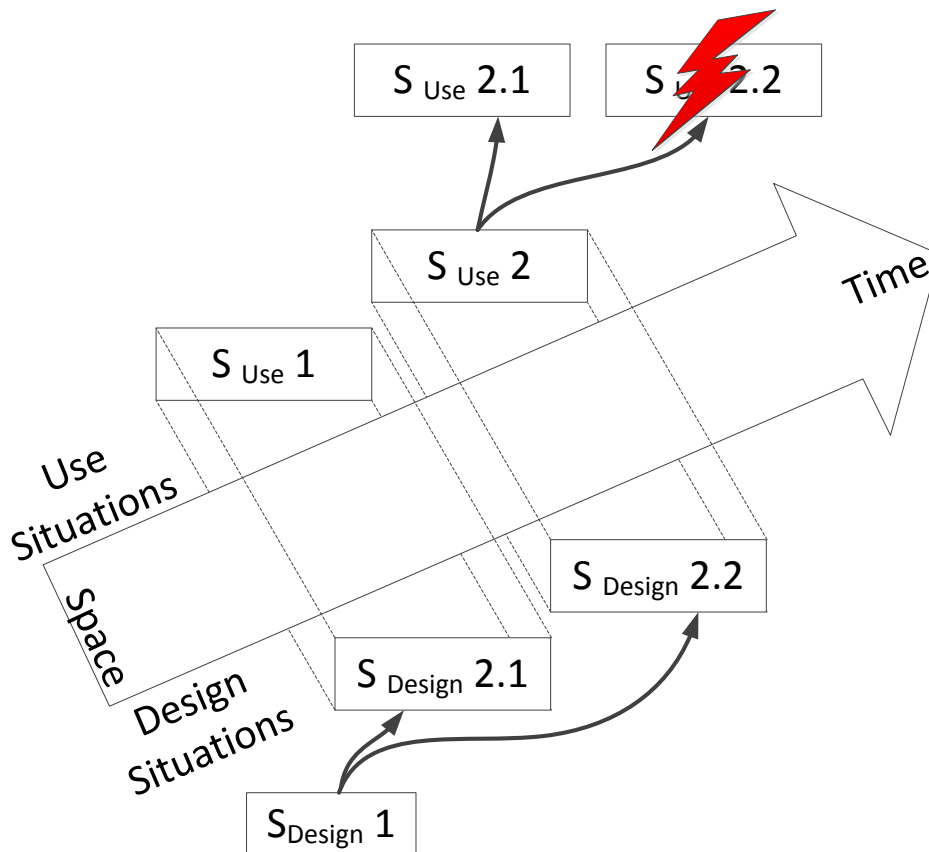 S Use 2.1
S U 2.2
S Use 2
Time
S Use 1
Use
Situations
S Design 2.2
Space
S Design 2.1
Design
Situations
SDesign 1